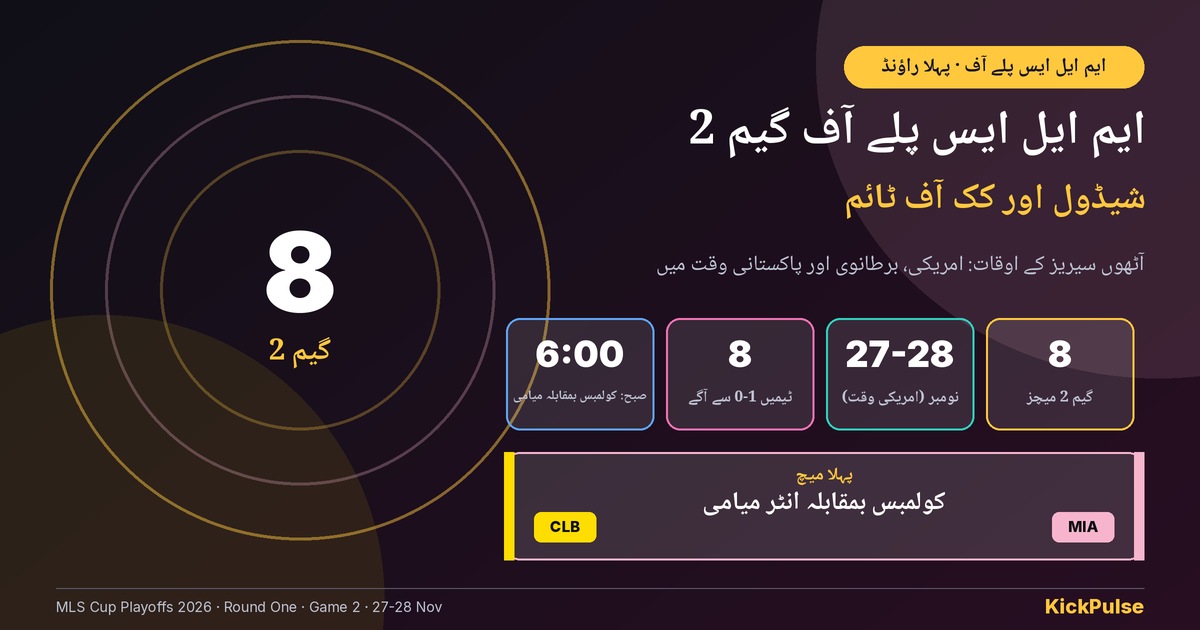 ایم ایل ایس پلے آف · پہلا راؤنڈ
ایم ایل ایس پلے آف گیم 2
شیڈول اور کک آف ٹائم
آٹھوں سیریز کے اوقات: امریکی، برطانوی اور پاکستانی وقت میں
8
گیم 2
8
گیم 2 میچز
27-28
نومبر (امریکی وقت)
8
ٹیمیں 1-0 سے آگے
6:00
صبح: کولمبس بمقابلہ میامی
پہلا میچ
کولمبس بمقابلہ انٹر میامی
MIA
CLB
MLS Cup Playoffs 2026 · Round One · Game 2 · 27-28 Nov
KickPulse